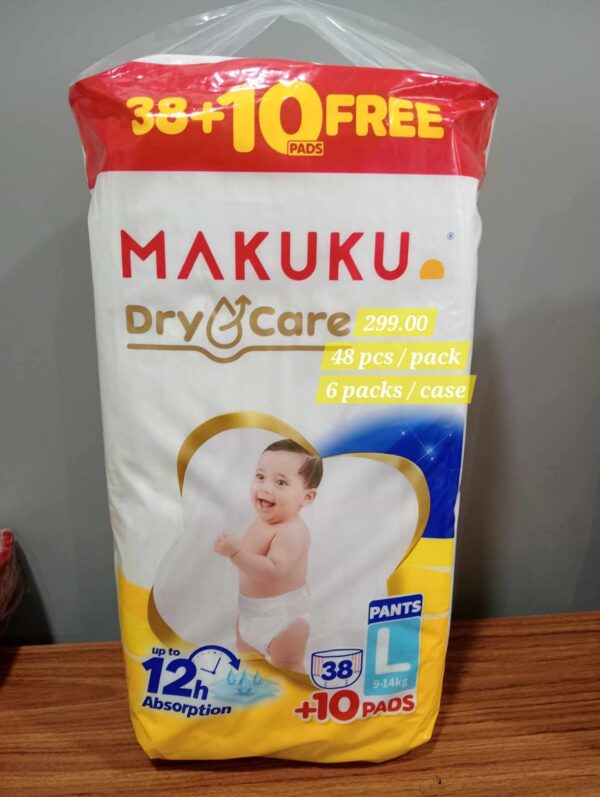 38+10 FREE
PADS
MAKUKU
®
Dry Care
299.00
48 pcs / pack
6 packs / case
PANTS
L
9-14kg
up to
12h
Absorption
38
+10 PADS